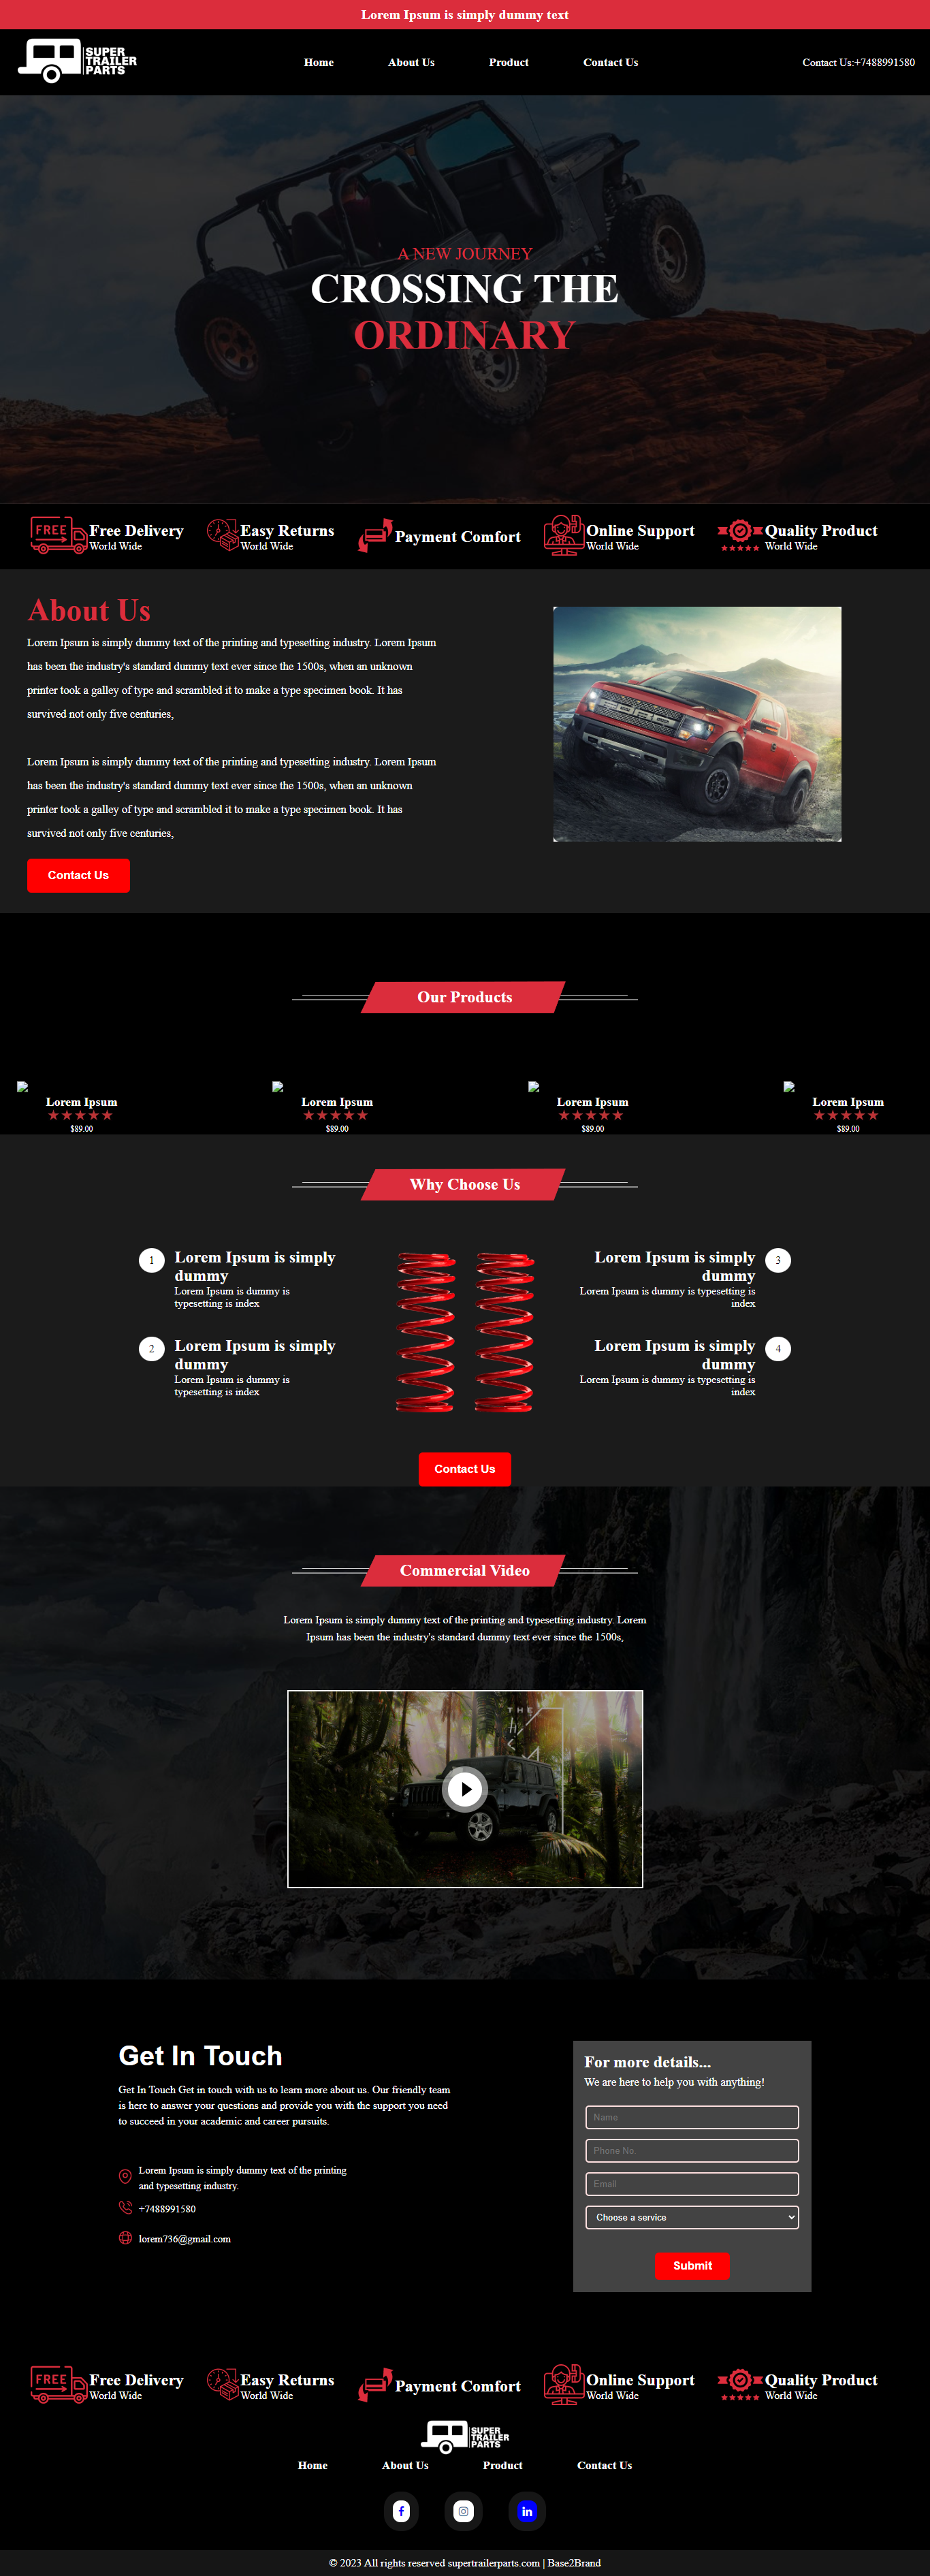 Lorem Ipsum is simply dummy text
SUPER
TRAILER
PARTS
Home
About Us
Product
Contact Us
Contact Us:+7488991580
A NEW JOURNEY
CROSSING THE
ORDINARY
FREE
Free Delivery
World Wide
Easy Returns
World Wide
Payment Comfort
Online Support
World Wide
Quality Product
World Wide
About Us
Lorem Ipsum is simply dummy text of the printing and typesetting industry. Lorem Ipsum
has been the industry's standard dummy text ever since the 1500s, when an unknown
printer took a galley of type and scrambled it to make a type specimen book. It has
survived not only five centuries,
Lorem Ipsum is simply dummy text of the printing and typesetting industry. Lorem Ipsum
has been the industry's standard dummy text ever since the 1500s, when an unknown
printer took a galley of type and scrambled it to make a type specimen book. It has
survived not only five centuries,
Contact Us
Our Products
Lorem Ipsum
$89.00
Lorem Ipsum
$89.00
Lorem Ipsum
$89.00
Lorem Ipsum
$89.00
Why Choose Us
1
Lorem Ipsum is simply
dummy
Lorem Ipsum is dummy is
typesetting is index
2
Lorem Ipsum is simply
dummy
Lorem Ipsum is dummy is
typesetting is index
Lorem Ipsum is simply
dummy
3
Lorem Ipsum is dummy is typesetting is
index
Lorem Ipsum is simply
dummy
4
Lorem Ipsum is dummy is typesetting is
index
Contact Us
Commercial Video
Lorem Ipsum is simply dummy text of the printing and typesetting industry. Lorem
Ipsum has been the industry's standard dummy text ever since the 1500s,
THE
Get In Touch
Get In Touch Get in touch with us to learn more about us. Our friendly team
is here to answer your questions and provide you with the support you need
to succeed in your academic and career pursuits.
Lorem Ipsum is simply dummy text of the printing
and typesetting industry.
+7488991580
lorem736@gmail.com
For more details...
We are here to help you with anything!
Name
Phone No.
Email
Choose a service
Submit
FREE
Free Delivery
World Wide
Easy Returns
World Wide
Payment Comfort
Online Support
World Wide
Quality Product
World Wide
SUPER
TRAILER
PARTS
Home
About Us
Product
Contact Us
© 2023 All rights reserved supertrailerparts.com | Base2Brand